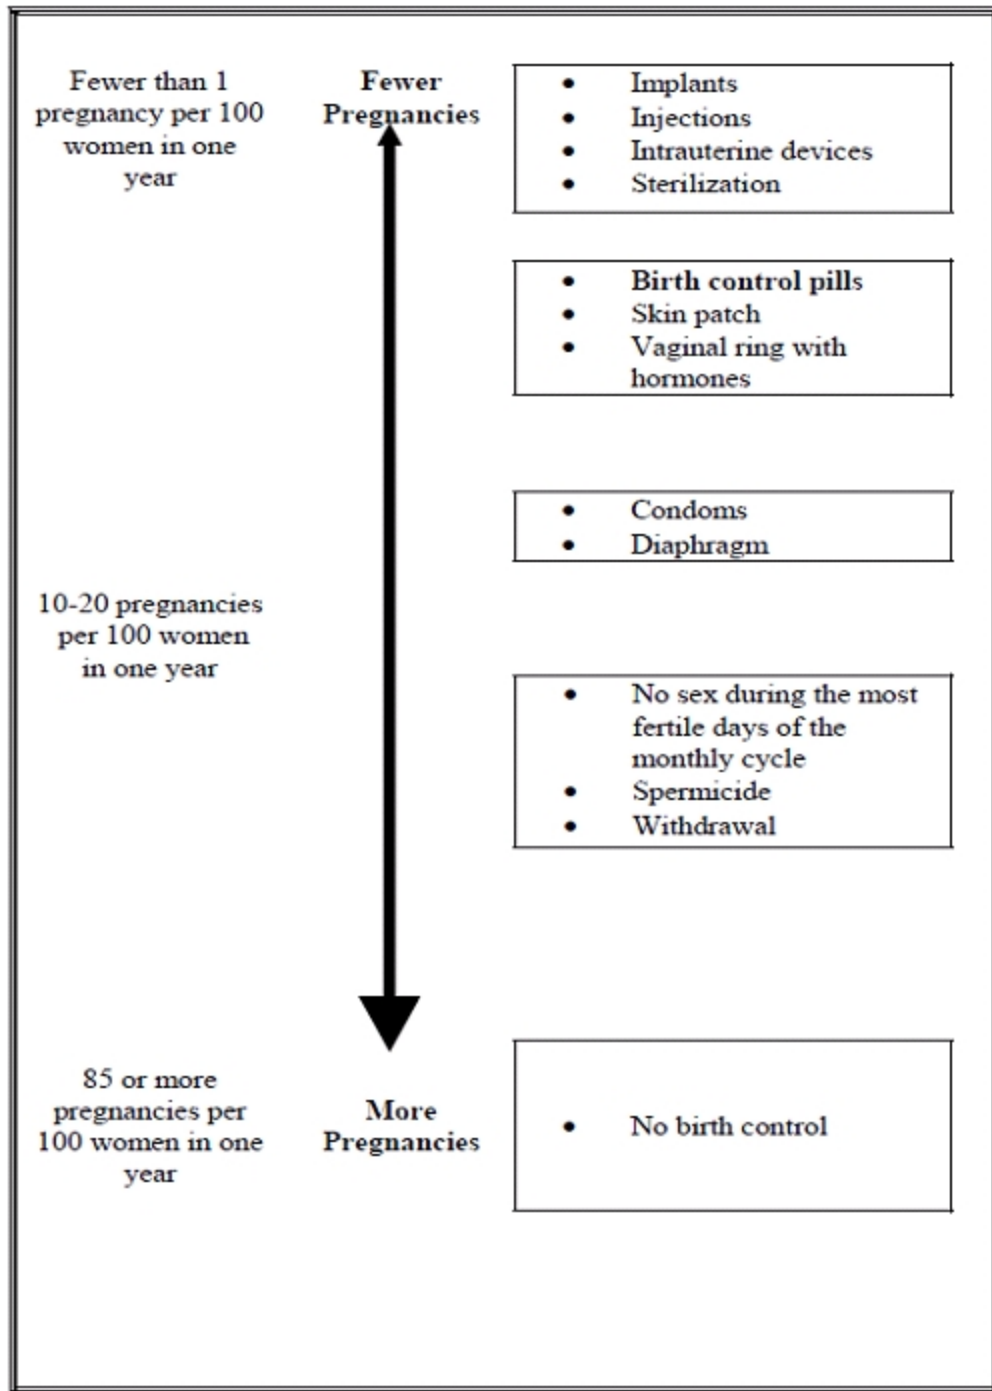 Fewer than 1
pregnancy per 100
women in one
year
Fewer
Pregnancies
• Implants
• Injections
• Intrauterine devices
• Sterilization
• Birth control pills
• Skin patch
• Vaginal ring with
hormones
• Condoms
• Diaphragm
10-20 pregnancies
per 100 women
in one year
• No sex during the most
fertile days of the
monthly cycle
• Spermicide
• Withdrawal
85 or more
pregnancies per
100 women in one
year
More
Pregnancies
• No birth control